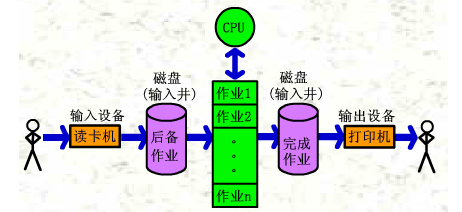 CPU
磁盘
(输入井)
磁盘
(输入井)
输入设备
读卡机
后备
作业
作业1
作业2
作业n
完成
作业
输出设备
打印机